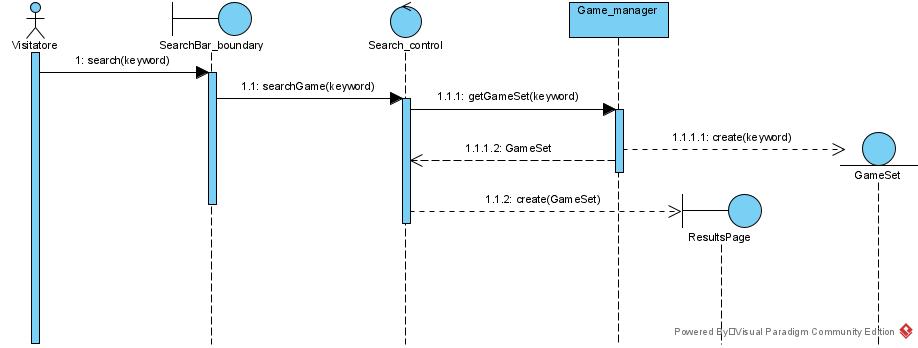 Game_manager
Visitatore
SearchBar_boundary
Search_control
1: search(keyword)
1.1: searchGame(keyword)
1.1.1: getGameSet(keyword)
1.1.1.1: create(keyword)
1.1.1.2: GameSet
GameSet
1.1.2: create(GameSet)
ResultsPage
Powered By Visual Paradigm Community Edition